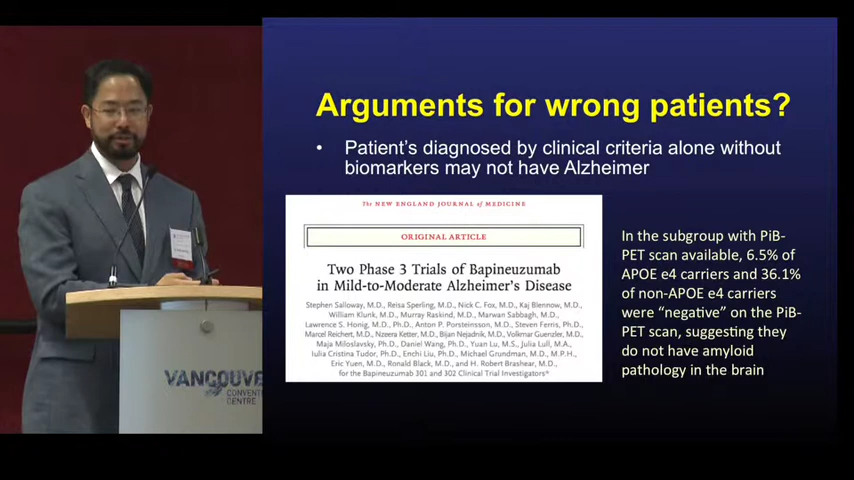 Arguments for wrong patients?
• Patient's diagnosed by clinical criteria alone without
biomarkers may not have Alzheimer
The NEW ENGLAND JOURNAL of MEDICINE
ORIGINAL ARTICLE
Two Phase 3 Trials of Bapineuzumab
in Mild-to-Moderate Alzheimer's Disease
Stephen Salloway, M.D., Reisa Sperling, M.D., Nick C. Fox, M.D., Kaj Blennow, M.D.,
William Klunk, M.D., Murray Raskind, M.D., Marwan Sabbagh, M.D.,
Lawrence S. Honig, M.D., Ph.D., Anton P. Porsteinsson, M.D., Steven Ferris, Ph.D.,
Marcel Reichert, M.D., Nzeera Ketter, M.D., Bijan Nejadnik, M.D., Volkmar Guenzler, M.D.,
Maja Miloslavsky, Ph.D., Daniel Wang, Ph.D., Yuan Lu, M.S., Julia Lull, M.A.,
Iulia Cristina Tudor, Ph.D., Enchi Liu, Ph.D., Michael Grundman, M.D., M.P.H.,
Eric Yuen, M.D., Ronald Black, M.D., and H. Robert Brashear, M.D.,
for the Bapineuzumab 301 and 302 Clinical Trial Investigators*
In the subgroup with PiB-
PET scan available, 6.5% of
APOE e4 carriers and 36.1%
of non-APOE e4 carriers
were "negative" on the PiB-
PET scan, suggesting they
do not have amyloid
pathology in the brain
VANCOUVE
CONVENT
CENTRE